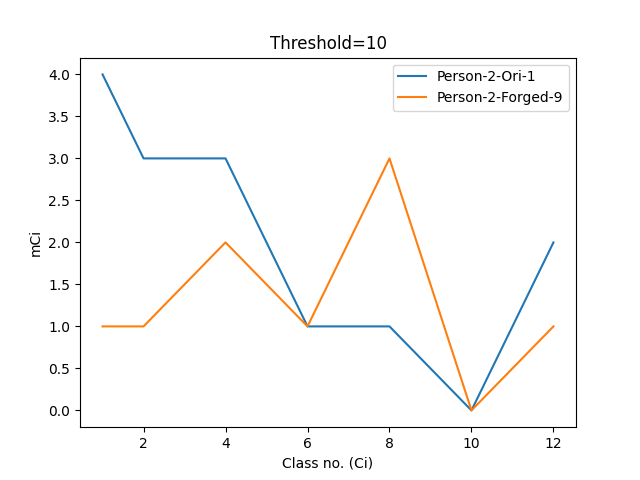 Threshold=10
Person-2-Ori-1
Person-2-Forged-9
mCi
4.0
3.5
3.0
2.5
2.0
1.5
1.0
0.5
0.0
2 4 6 8 10 12
Class no. (Ci)